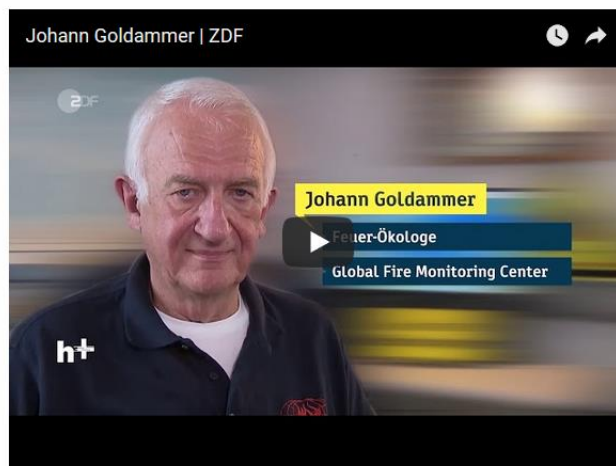 Johann Goldammer | ZDF
ZDF
Johann Goldammer
Feuer-Ökologe
Global Fire Monitoring Center
h+